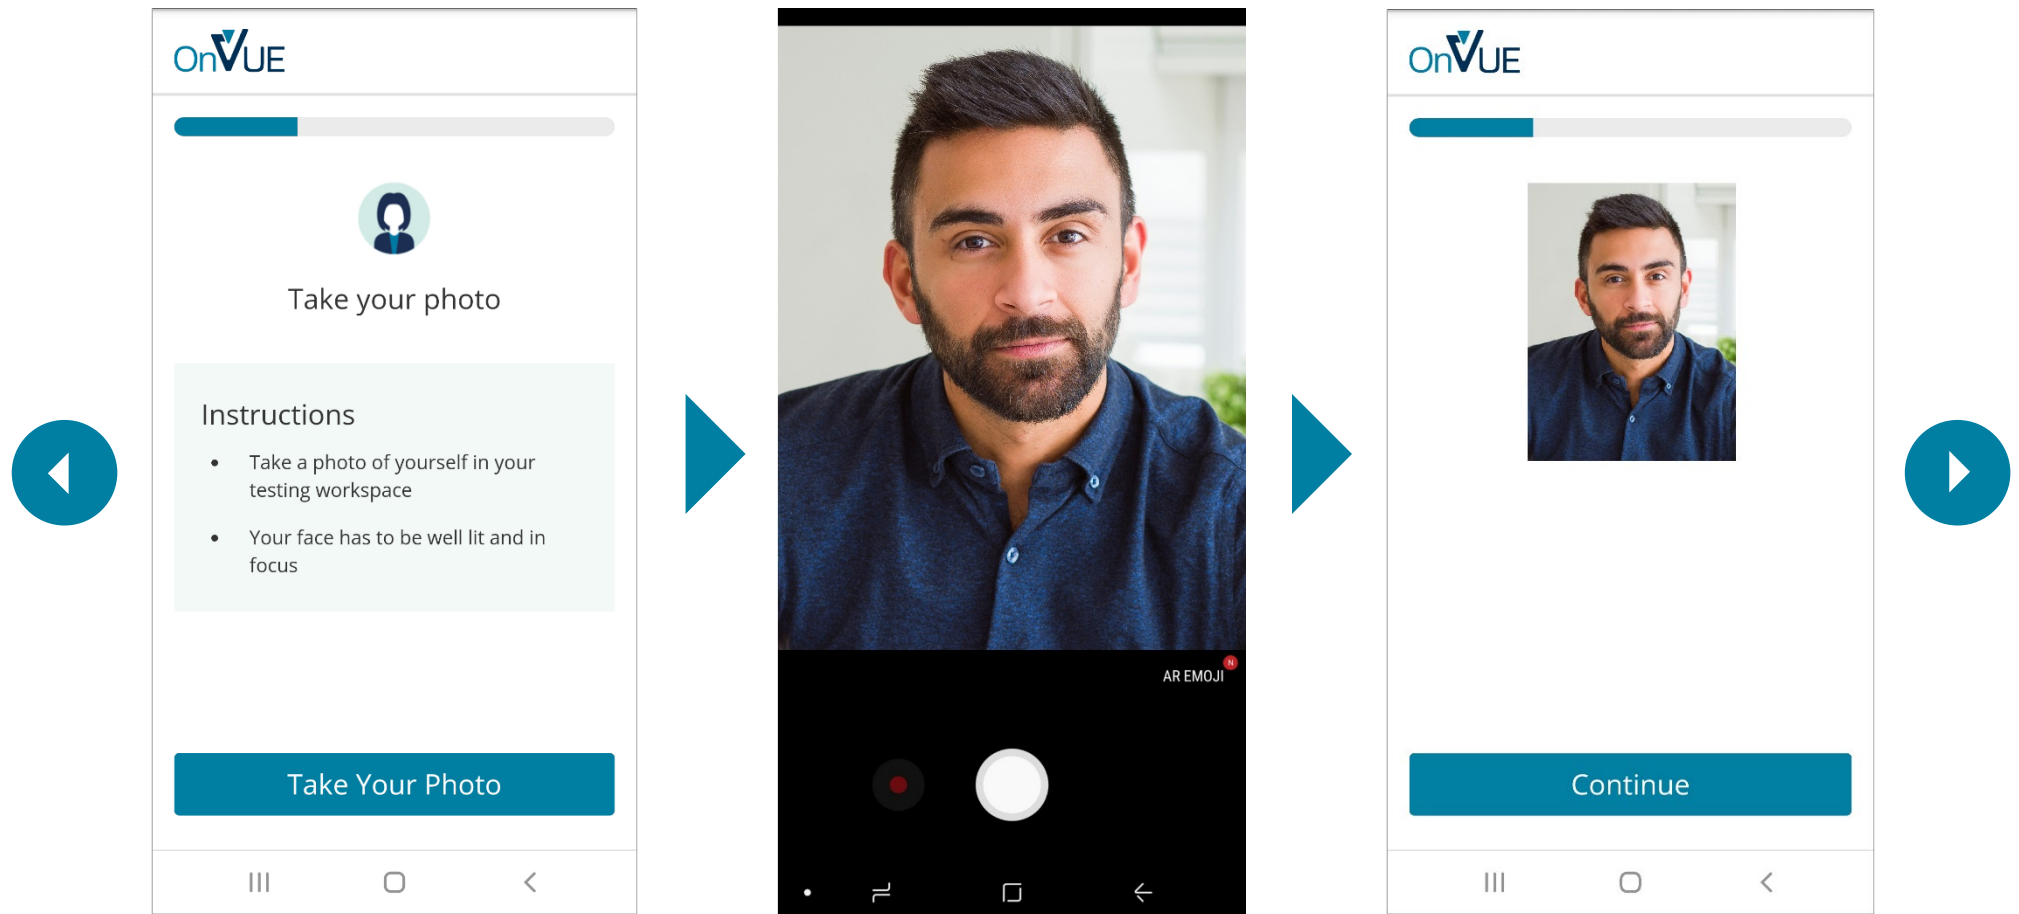 OnVUE
Take your photo
Instructions
• Take a photo of yourself in your
testing workspace
• Your face has to be well lit and in
focus
Take Your Photo
AR EMOJI
N
OnVUE
Continue